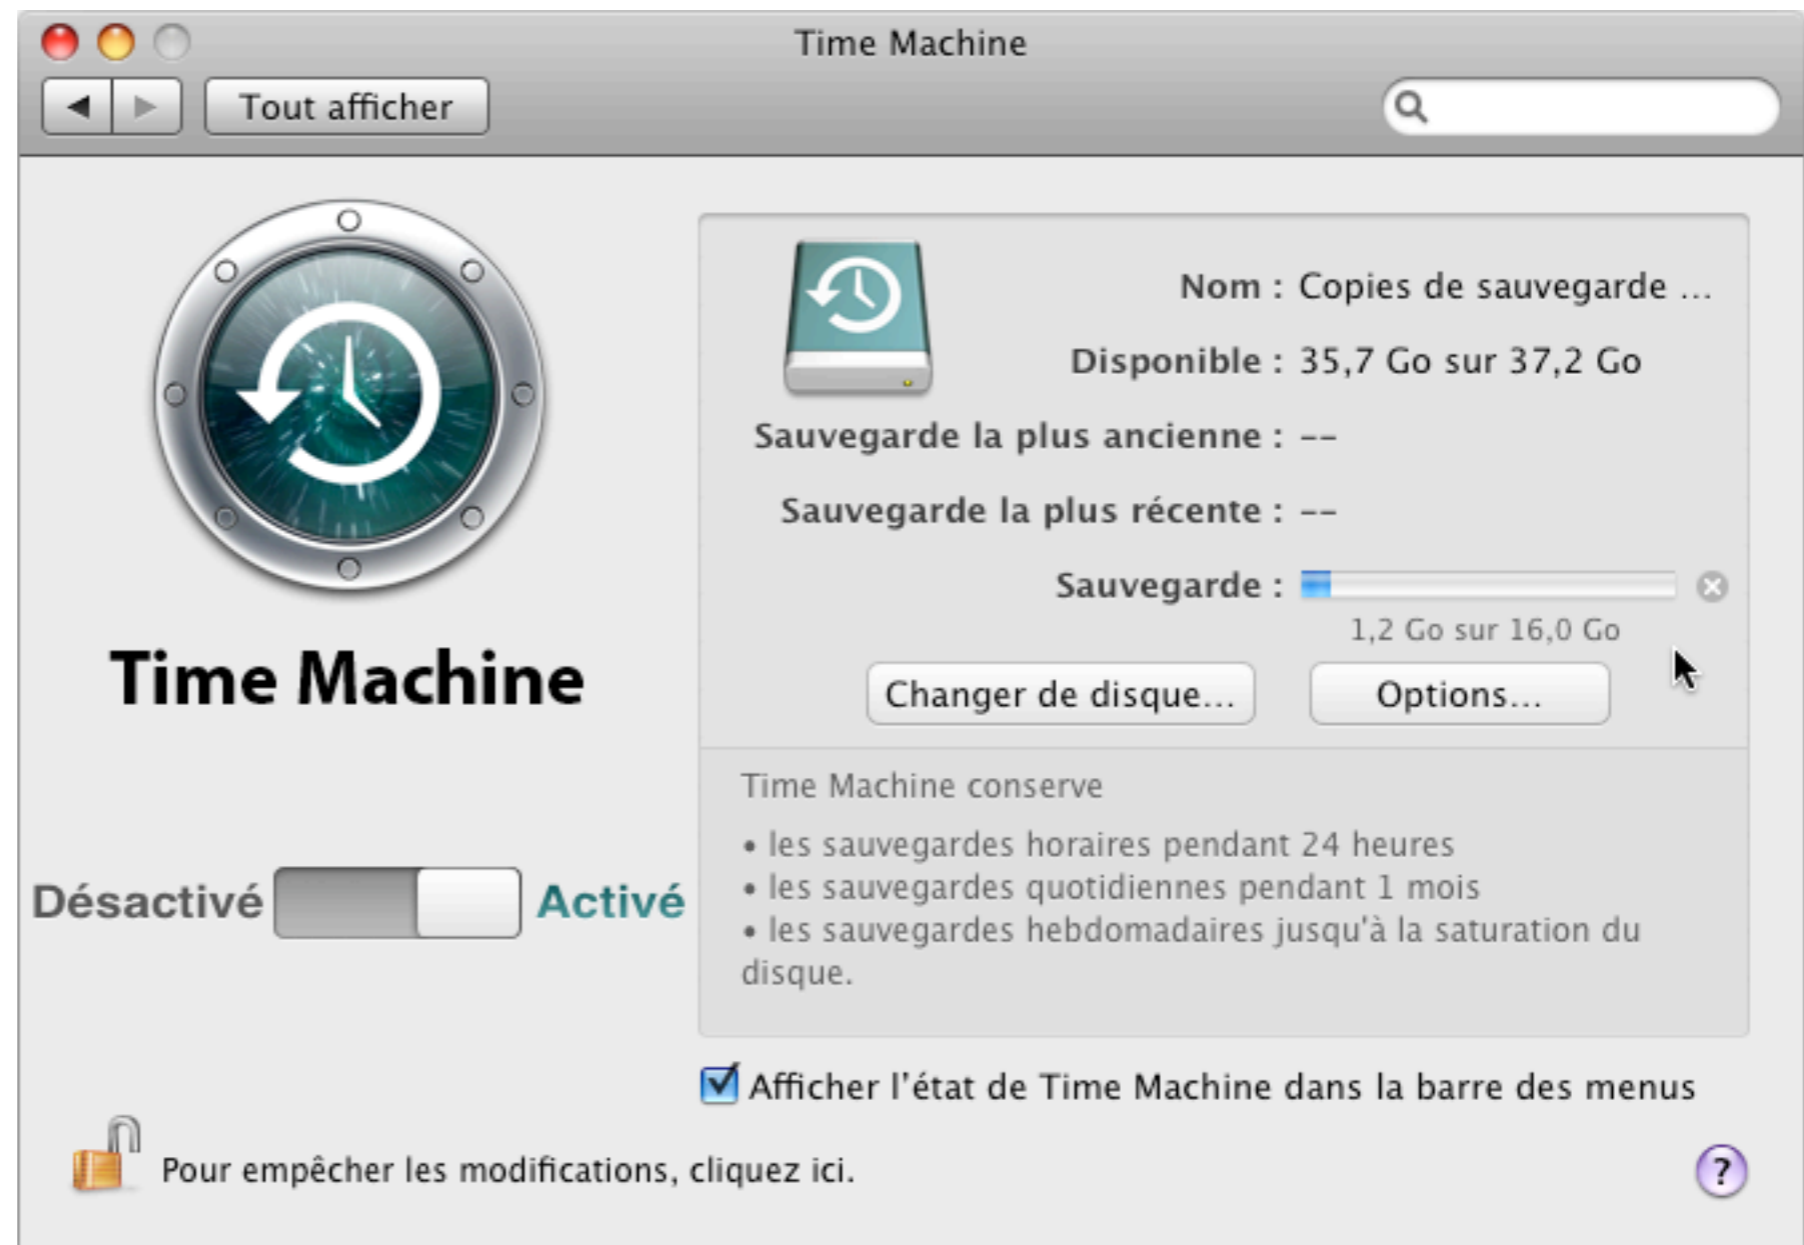 Time Machine
Tout afficher
Nom : Copies de sauvegarde ...
Disponible : 35,7 Go sur 37,2 Go
Sauvegarde la plus ancienne : --
Sauvegarde la plus récente : --
Sauvegarde :
1,2 Go sur 16,0 Go
Changer de disque... Options...
Time Machine
Désactivé Activé
Time Machine conserve
• les sauvegardes horaires pendant 24 heures
• les sauvegardes quotidiennes pendant 1 mois
• les sauvegardes hebdomadaires jusqu'à la saturation du
disque.
Afficher l’état de Time Machine dans la barre des menus
Pour empêcher les modifications, cliquez ici.
?